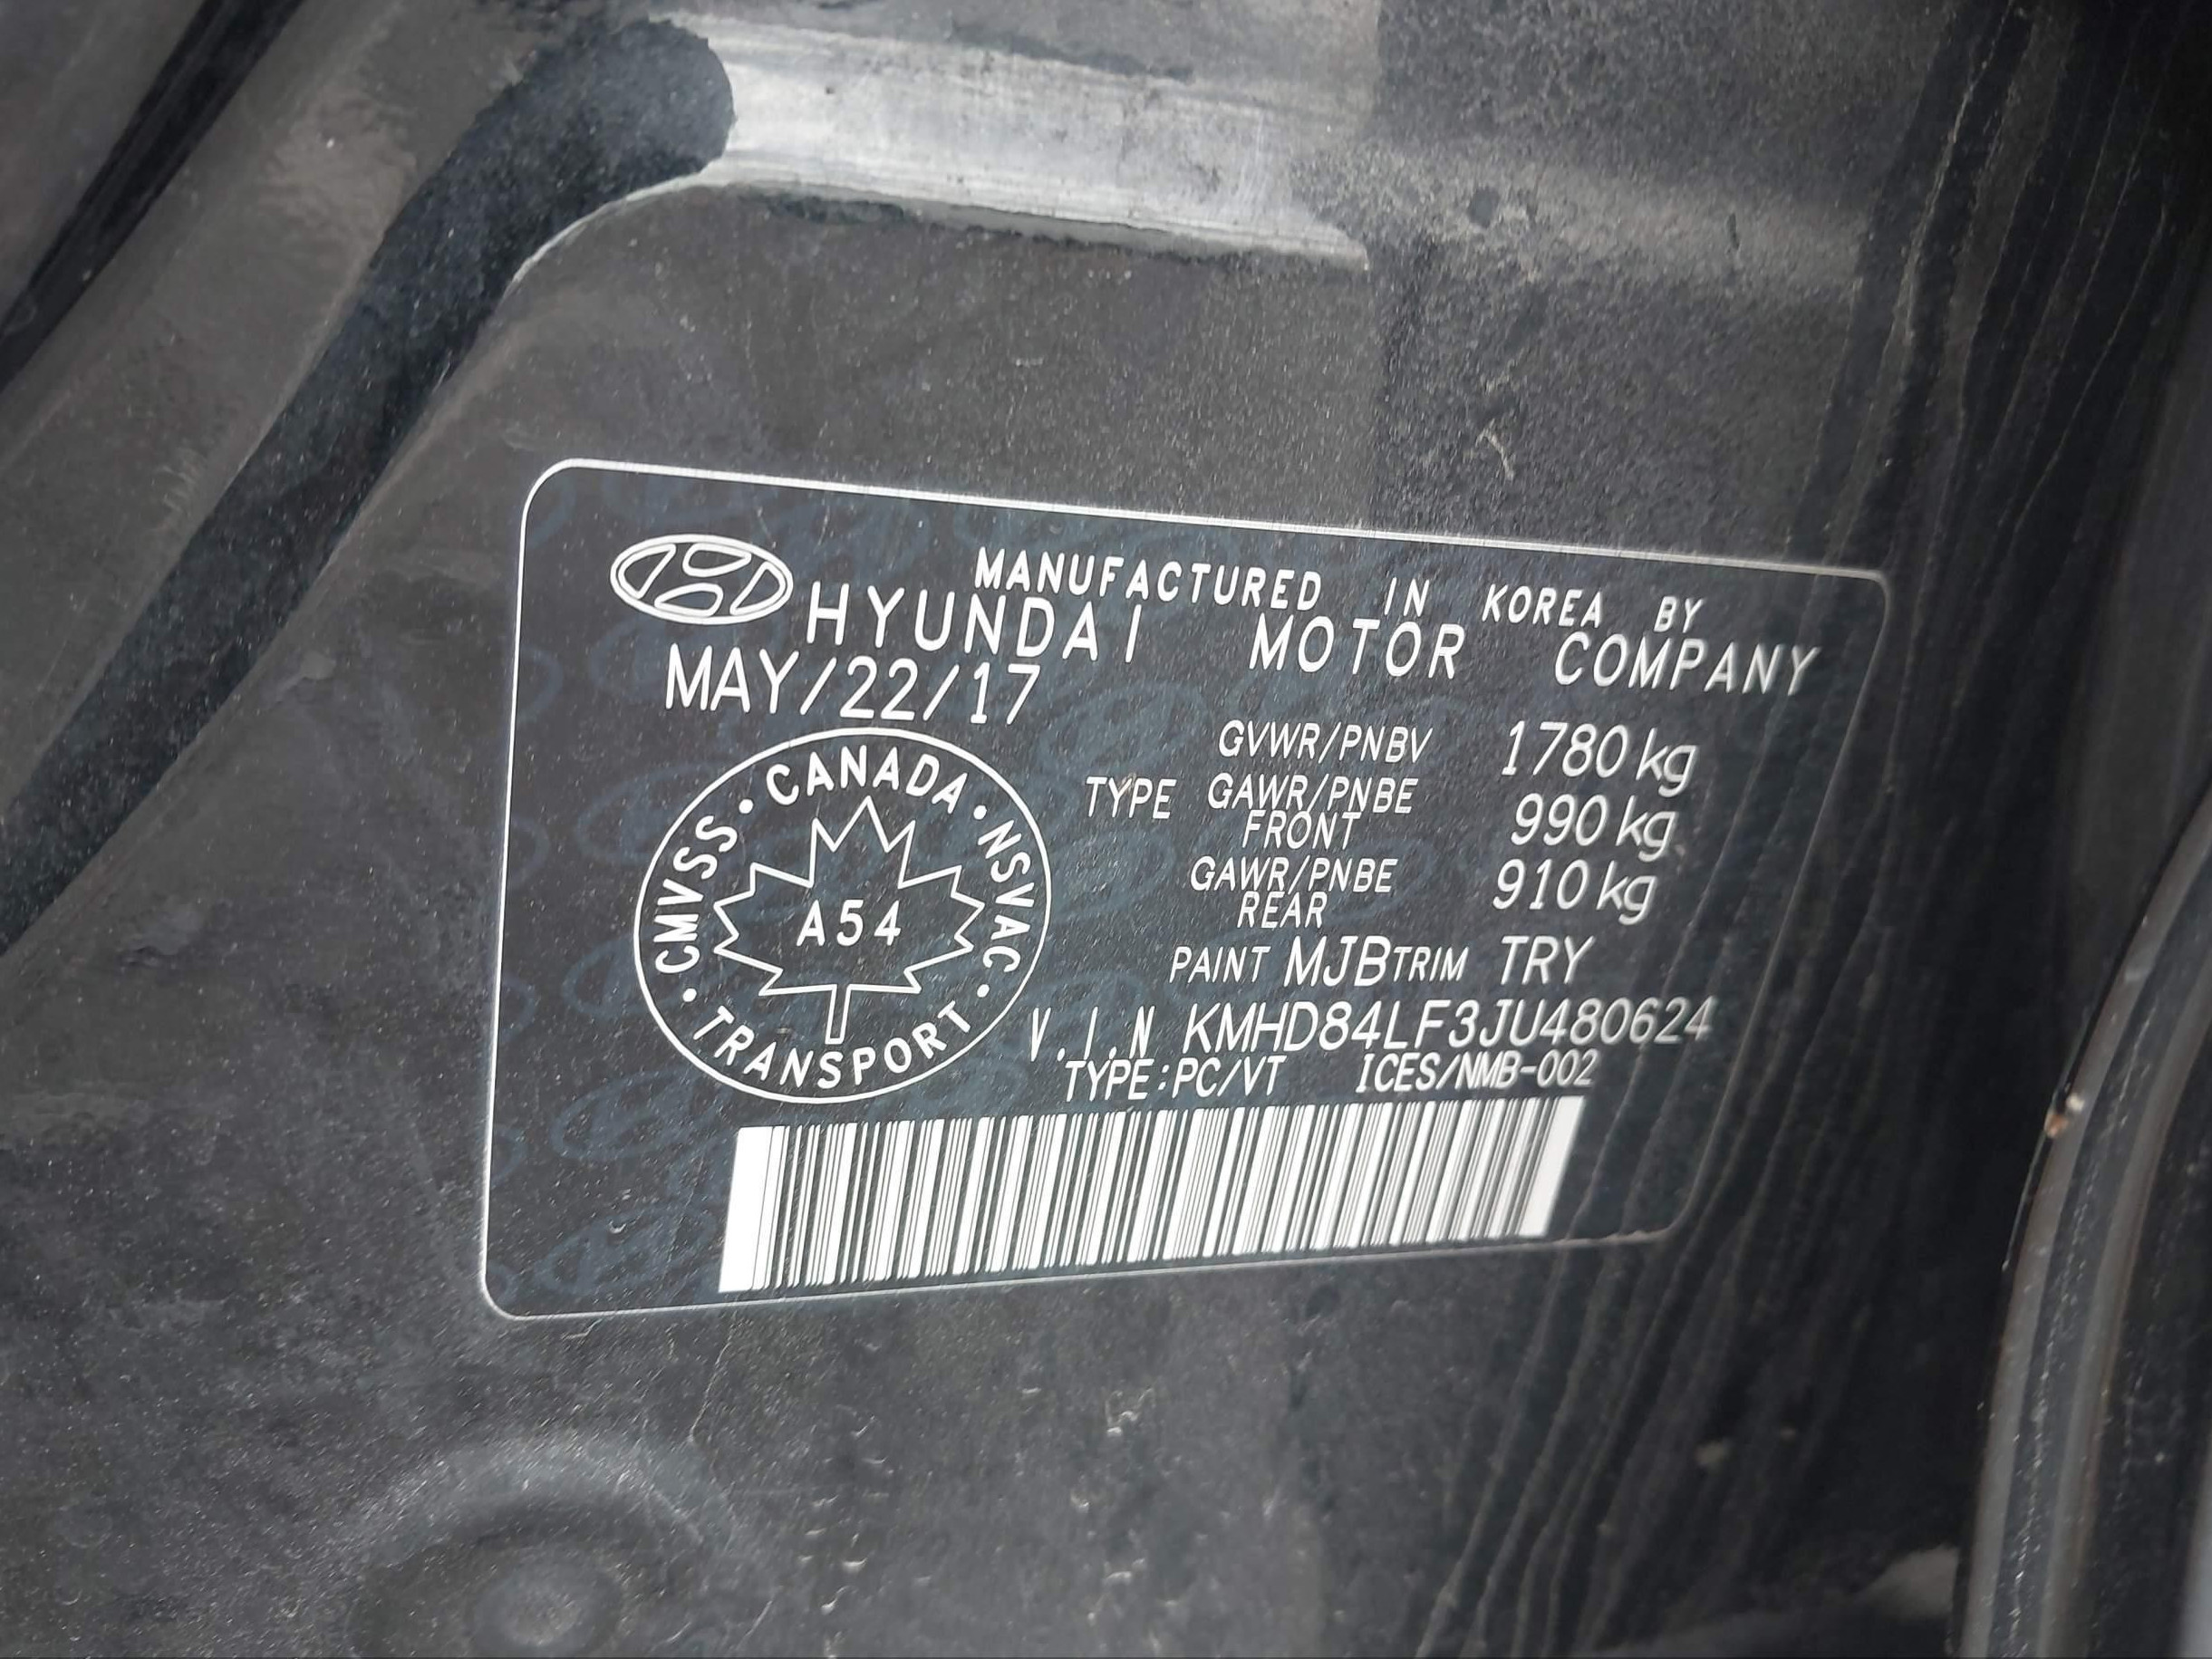 MANUFACTURED IN KOREA BY
HYUNDAI MOTOR COMPANY
MAY/22/17
CANADA · NSVAC · TRANSPORT · CMVSS ·
A54
GVWR/PNBV 1780 kg
TYPE GAWR/PNBE FRONT 990 kg
GAWR/PNBE REAR 910 kg
PAINT MJB TRIM TRY
V.I.N KMHD84LF3JU480624
TYPE:PC/VT ICES/NMB-002